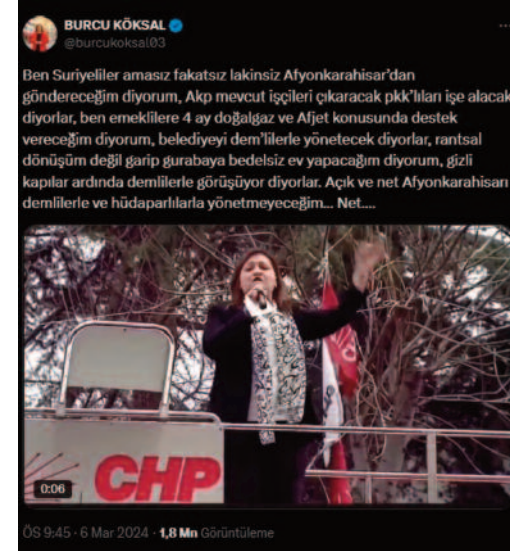 BURCU KÖKSAL
@burcukoksal03
Ben Suriyeliler amasız fakatsız lakinsiz Afyonkarahisar'dan
göndereceğim diyorum, Akp mevcut işçileri çıkaracak pkk'lıları işe alacak
diyorlar, ben emeklilere 4 ay doğalgaz ve Afjet konusunda destek
vereceğim diyorum, belediyeyi dem'lilerle yönetecek diyorlar, rantsal
dönüşüm değil garip gurabaya bedelsiz ev yapacağım diyorum, gizli
kapılar ardında demlilerle görüşüyor diyorlar. Açık ve net Afyonkarahisarı
demlilerle ve hüdaparlılarla yönetmeyeceğim... Net....
CHP
0:06
ÖS 9:45 · 6 Mar 2024 · 1,8 Mn Görüntüleme